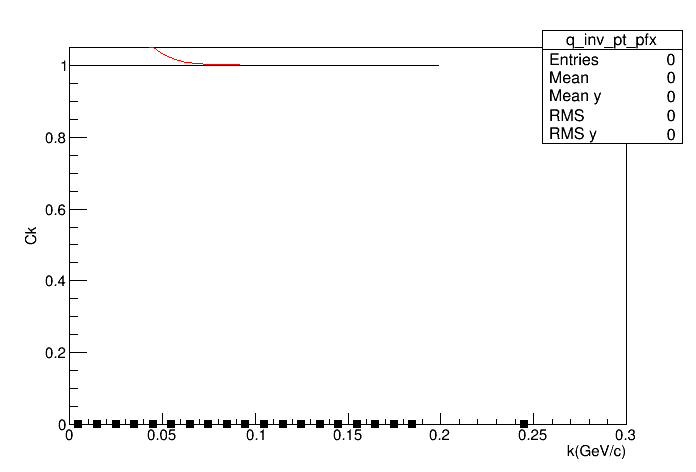 q_inv_pt_pfx
Entries 0
Mean 0
Mean y 0
RMS 0
RMS y 0
1
0.8
0.6
0.4
0.2
0
Ck
0 0.05 0.1 0.15 0.2 0.25 0.3
k(GeV/c)